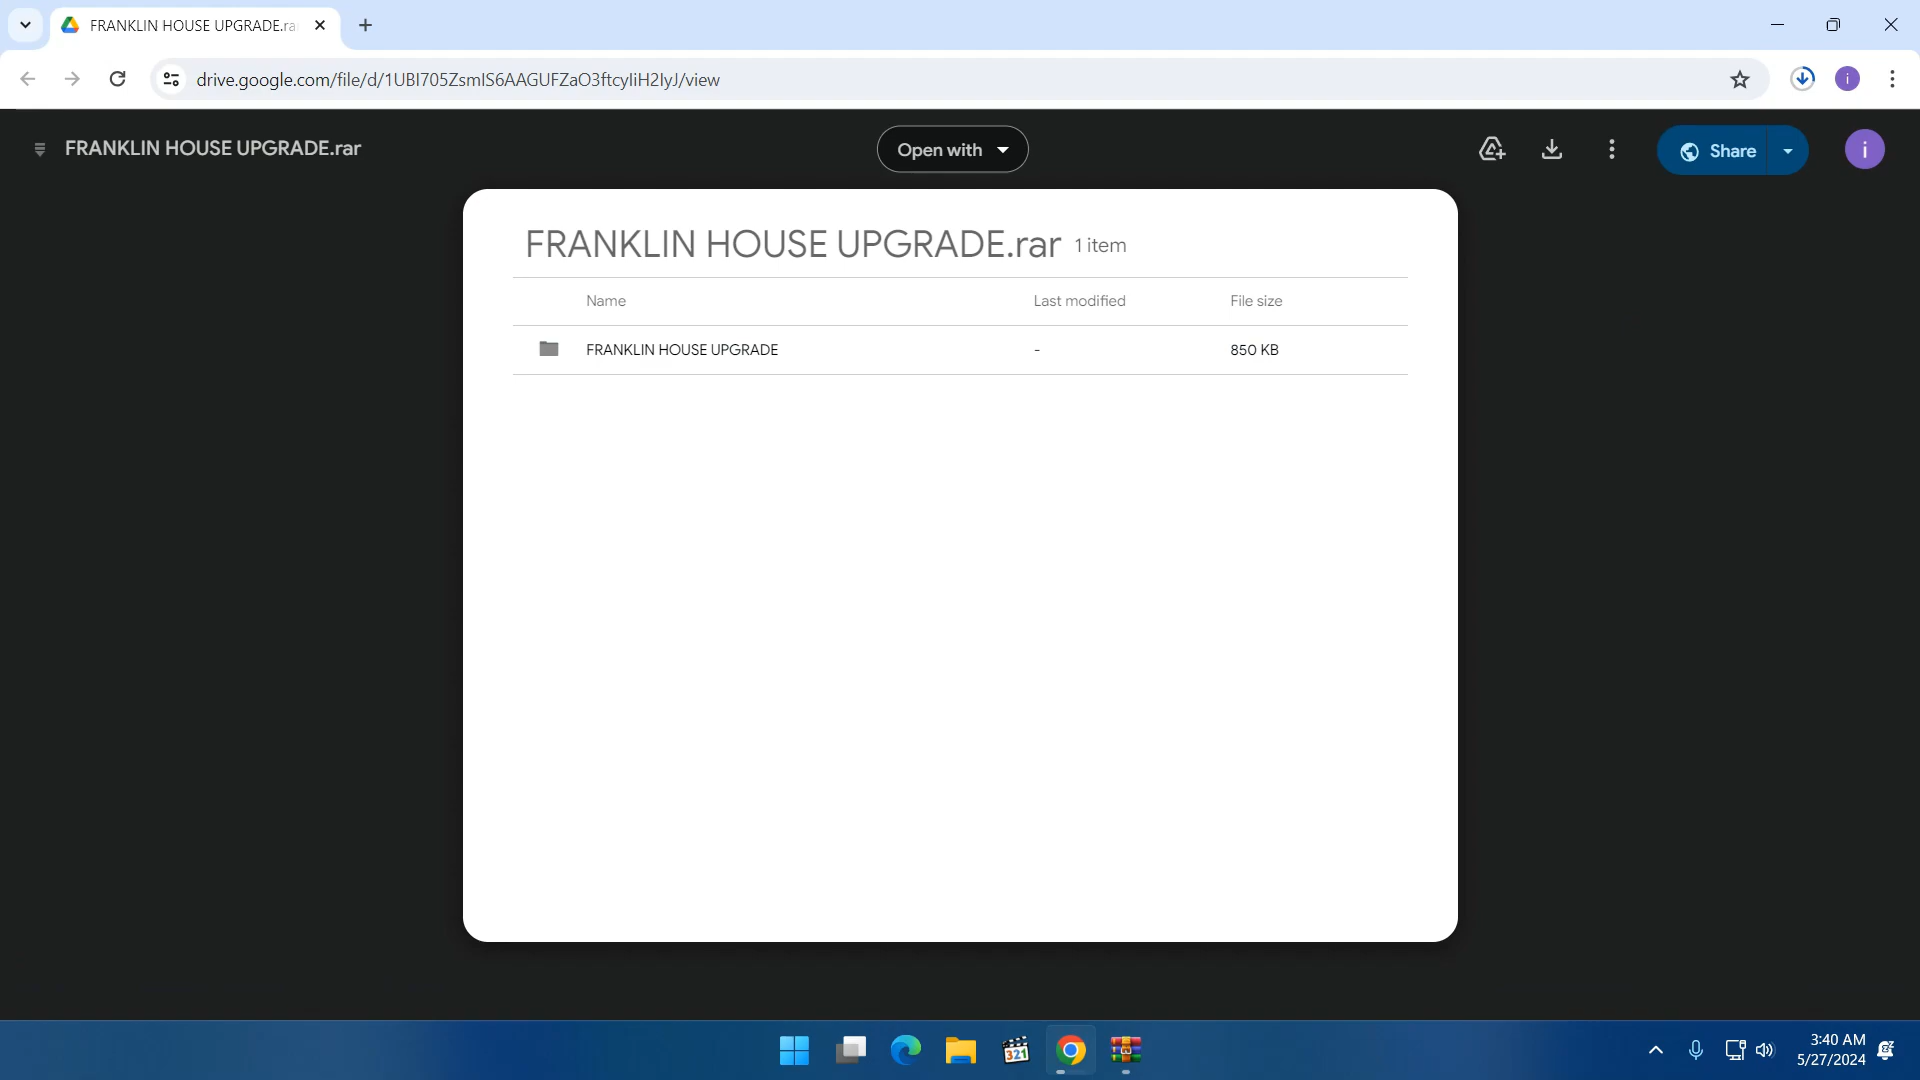 FRANKLIN HOUSE UPGRADE.ra
drive.google.com/file/d/1UBI705ZsmIS6AAGUFZaO3ftcyIiH2IyJ/view
i
FRANKLIN HOUSE UPGRADE.rar
Open with
Share
i
FRANKLIN HOUSE UPGRADE.rar 1 item
Name Last modified File size
FRANKLIN HOUSE UPGRADE - 850 KB
321
3:40 AM
5/27/2024